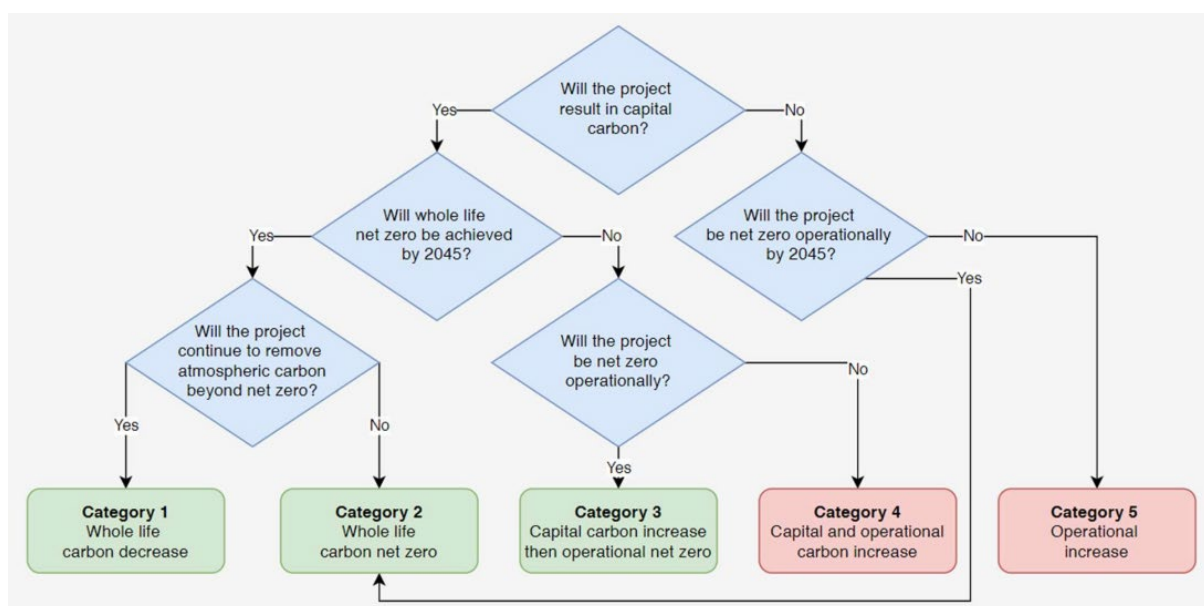 Will the project
result in capital
carbon?
Yes
No
Will whole life
net zero be achieved
by 2045?
Will the project
be net zero operationally
by 2045?
Yes
No
No
Yes
Will the project
continue to remove
atmospheric carbon
beyond net zero?
Will the project
be net zero
operationally?
No
Yes
No
Yes
Category 1
Whole life
carbon decrease
Category 2
Whole life
carbon net zero
Category 3
Capital carbon increase
then operational net zero
Category 4
Capital and operational
carbon increase
Category 5
Operational
increase